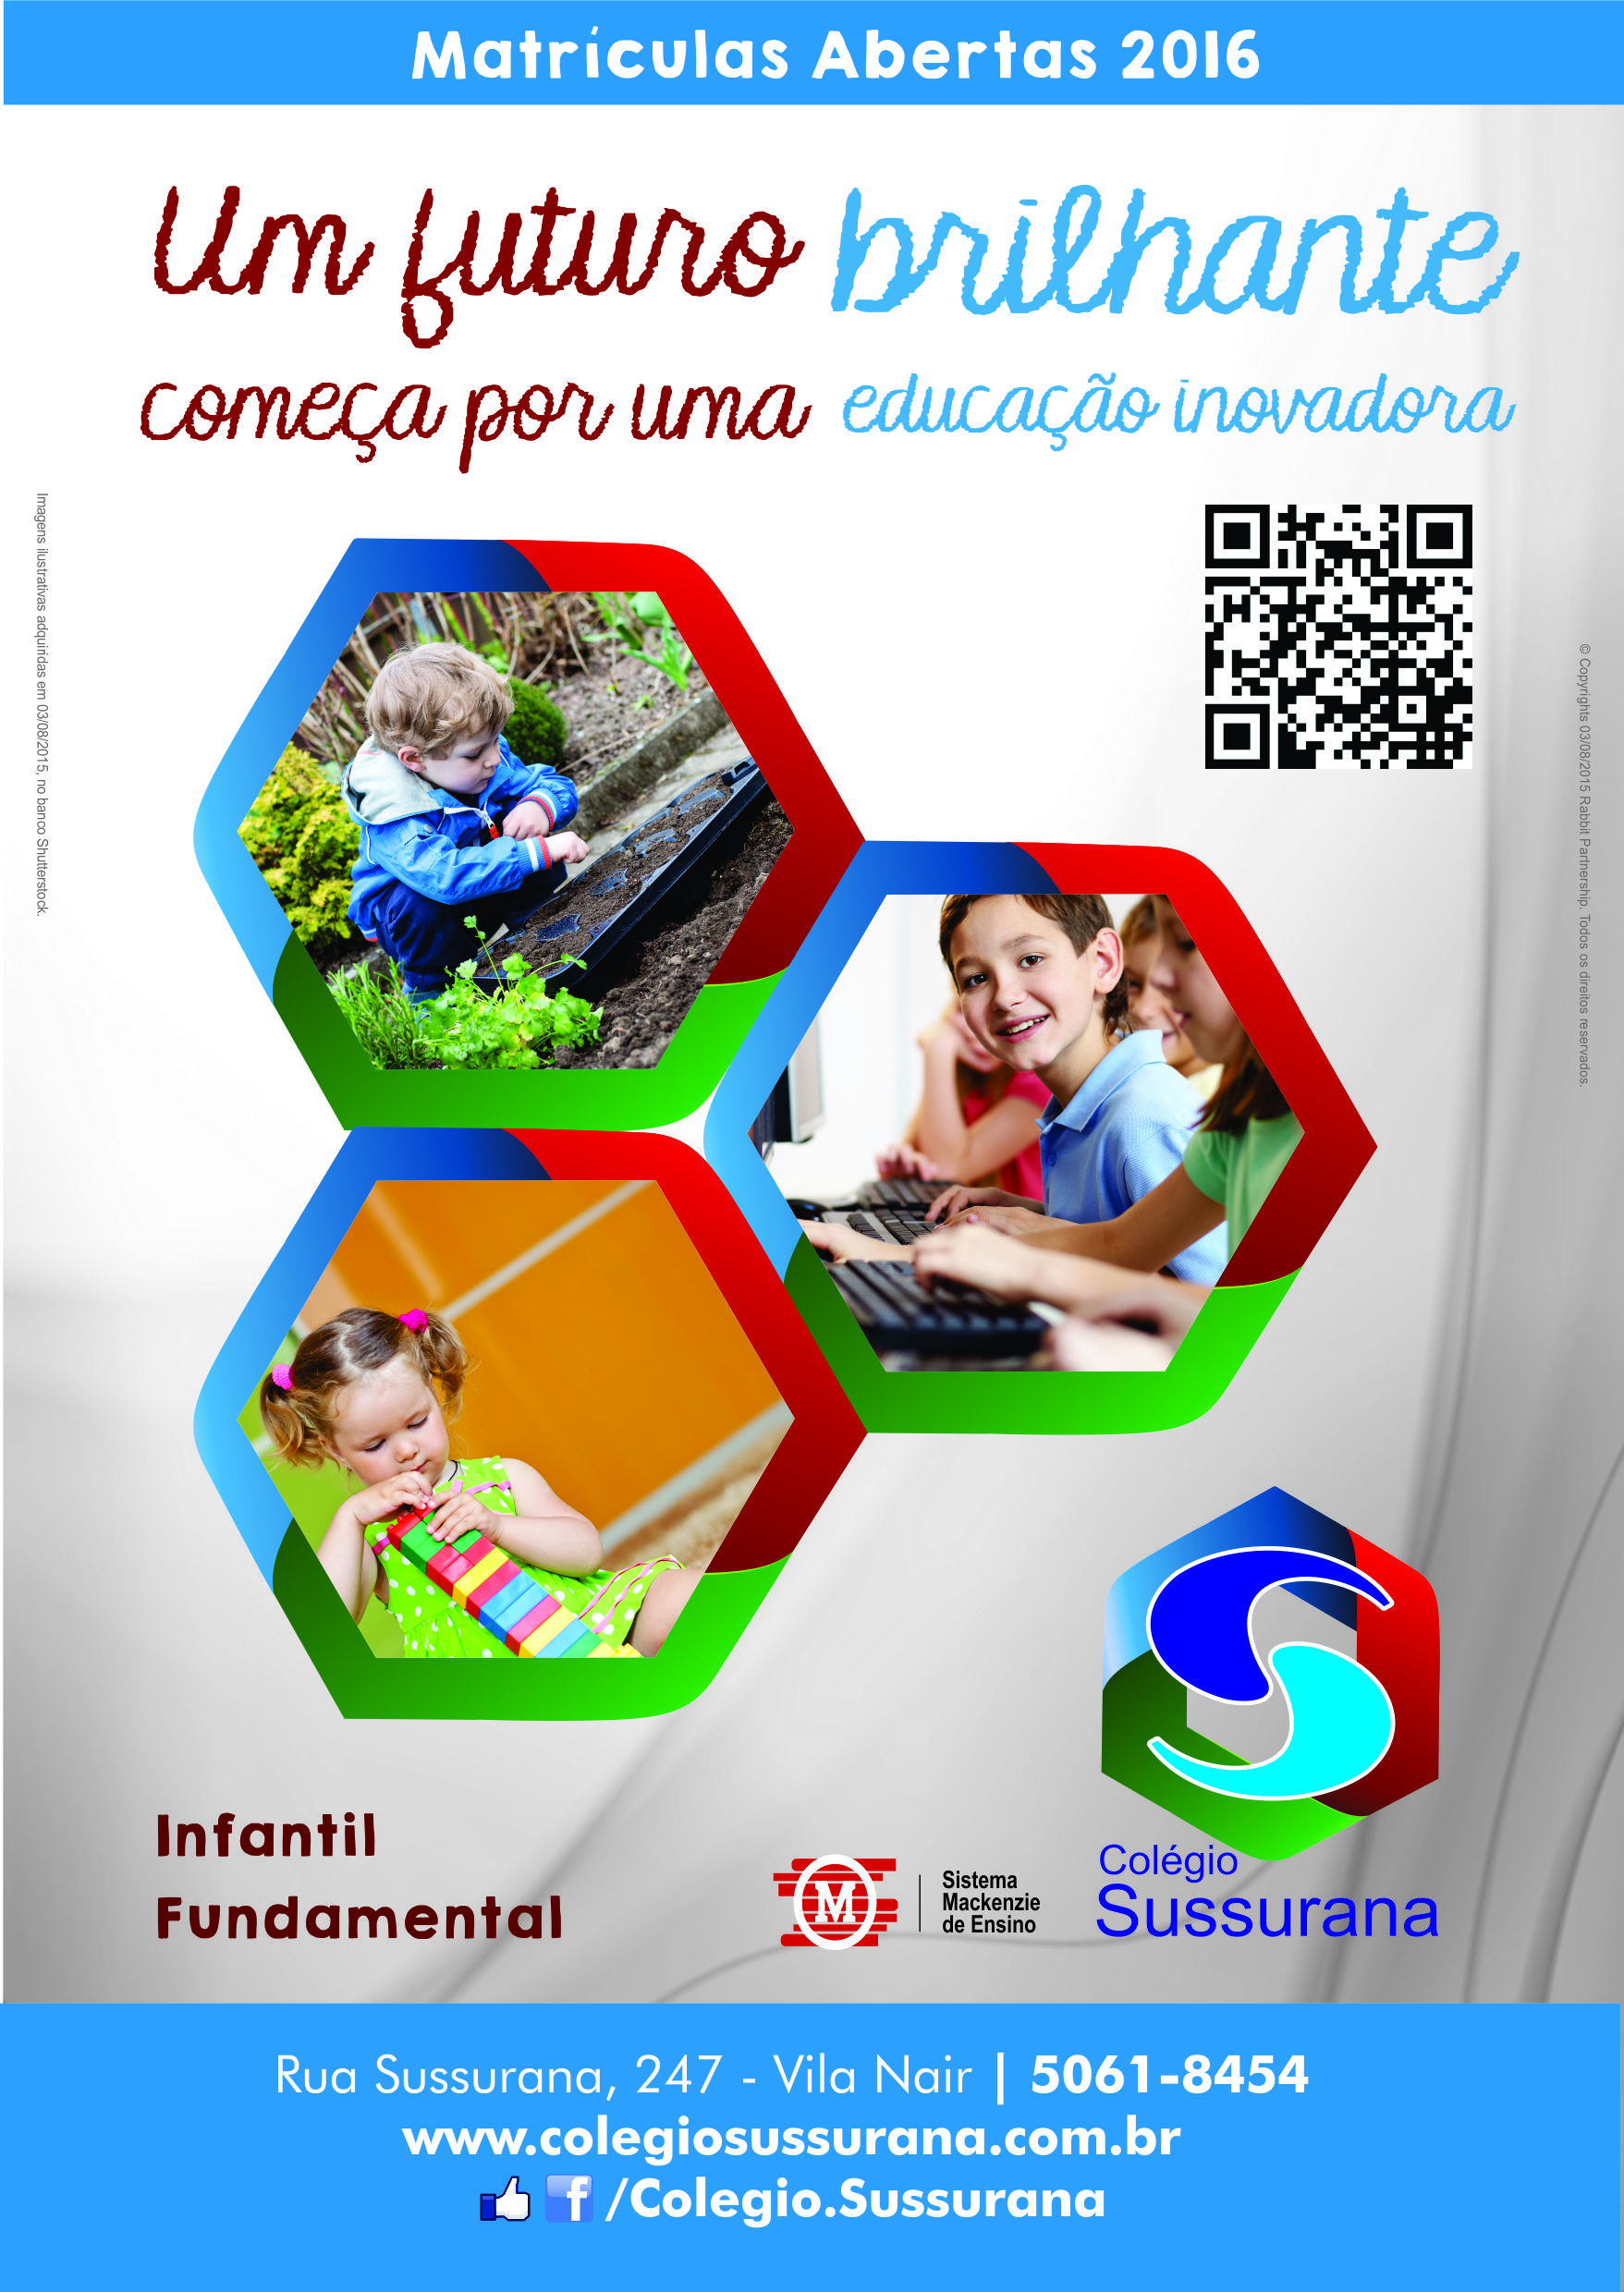 Matrículas Abertas 2016
Um futuro brilhante
começa por uma educação inovadora
Imagens ilustrativas adquiridas em 03/08/2015, no banco Shutterstock.
© Copyrights 03/08/2015 Rabbit Partnership. Todos os direitos reservados.
Infantil
Fundamental
M
Sistema
Mackenzie
de Ensino
Colégio
Sussurana
Rua Sussurana, 247 - Vila Nair | 5061-8454
www.colegiosussurana.com.br
f /Colegio.Sussurana